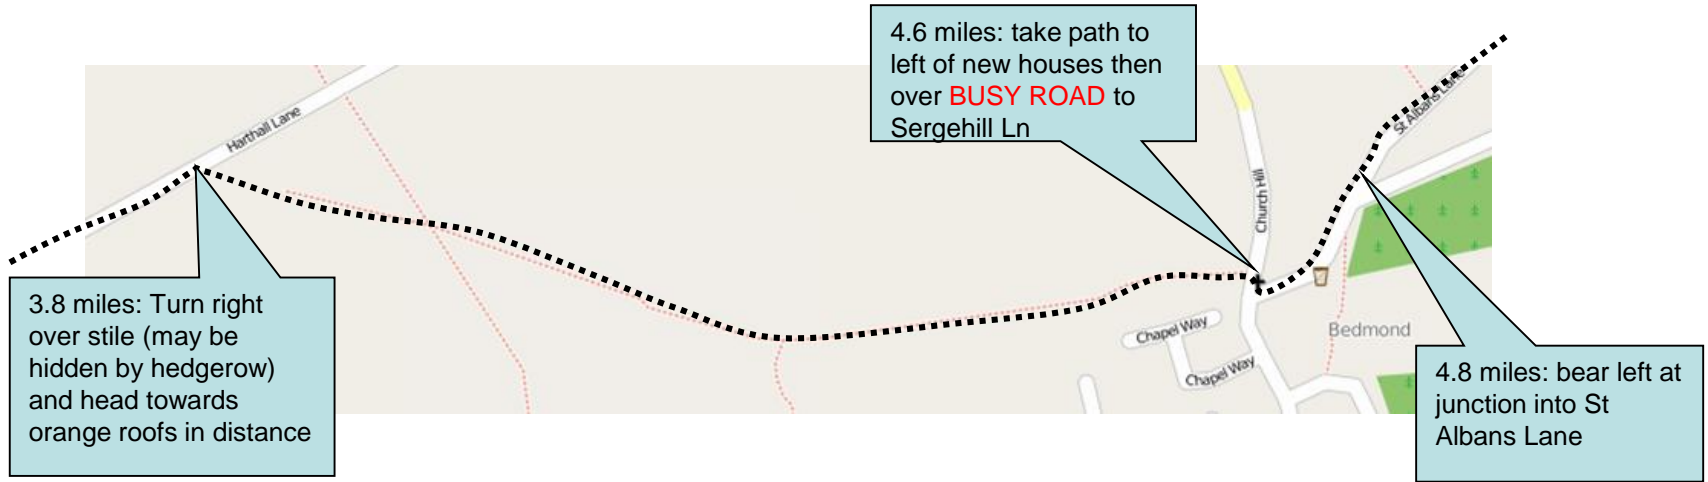 4.6 miles: take path to
left of new houses then
over BUSY ROAD to
Sergehill Ln
Harthall Lane
St Albans Lane
Church Hill
3.8 miles: Turn right
over stile (may be
hidden by hedgerow)
and head towards
orange roofs in distance
Chapel Way
Bedmond
Chapel Way
4.8 miles: bear left at
junction into St
Albans Lane